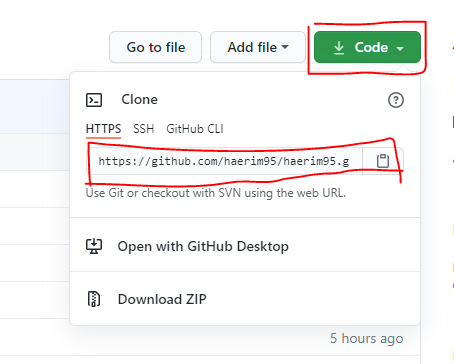 Go to file Add file Code
Clone
HTTPS SSH GitHub CLI
https://github.com/haerim95/haerim95.g
Use Git or checkout with SVN using the web URL.
Open with GitHub Desktop
Download ZIP
5 hours ago